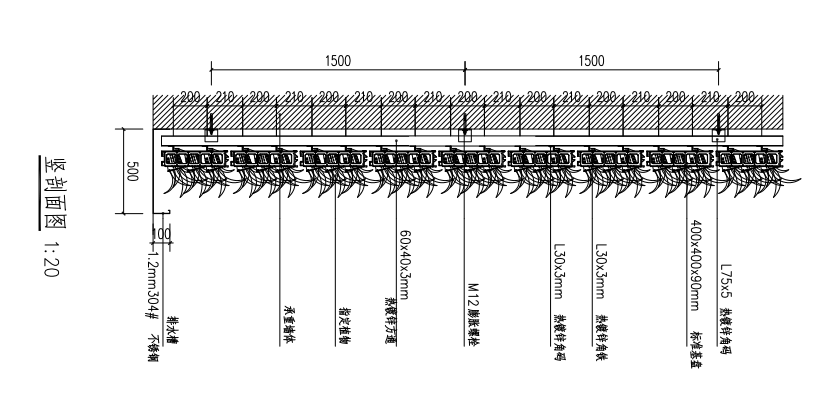 1500 1500
200 210 200 210 200 210 200 210 200 210 200 210 200 210 200 210 200
500
100
竖剖面图 1:20
L75x5 热镀锌角码
400x400x90mm 标准基盘
L30x3mm 热镀锌角铁
L30x3mm 热镀锌角码
M12膨胀螺栓
60x40x3mm 热镀锌方通
指定植物
承重墙体
排水槽
1.2mm304# 不锈钢